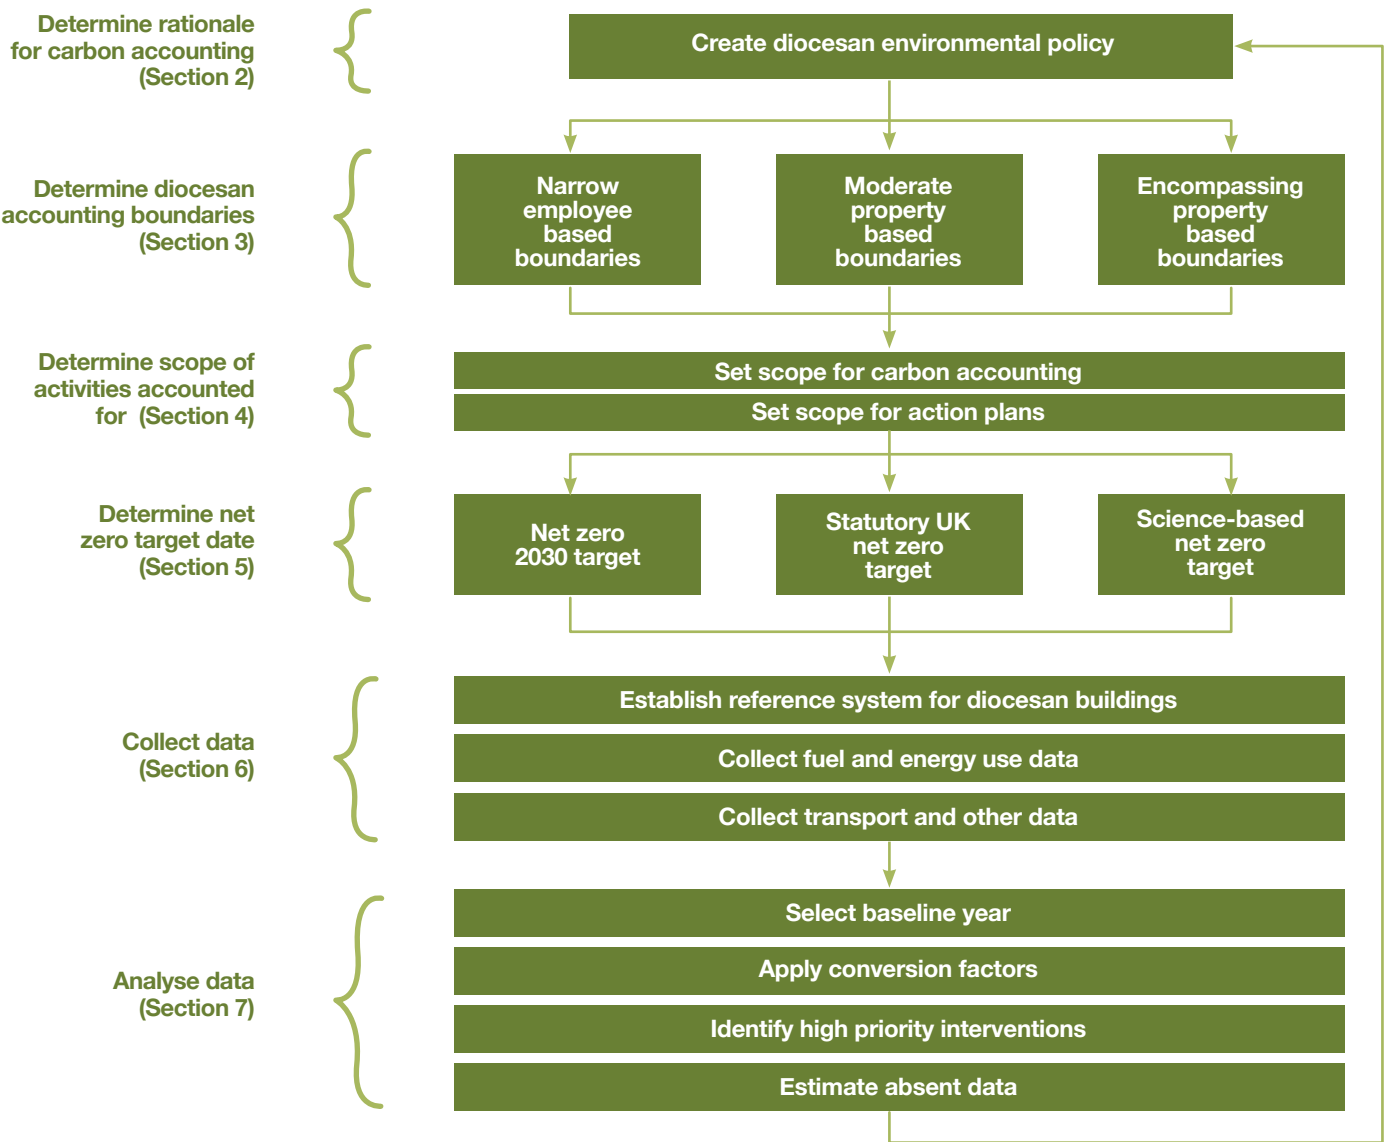 Determine rationale
for carbon accounting
(Section 2)
Create diocesan environmental policy
Determine diocesan
accounting boundaries
(Section 3)
Narrow
employee
based
boundaries
Moderate
property
based
boundaries
Encompassing
property
based
boundaries
Determine scope of
activities accounted
for (Section 4)
Set scope for carbon accounting
Set scope for action plans
Determine net
zero target date
(Section 5)
Net zero
2030 target
Statutory UK
net zero
target
Science-based
net zero
target
Collect data
(Section 6)
Establish reference system for diocesan buildings
Collect fuel and energy use data
Collect transport and other data
Analyse data
(Section 7)
Select baseline year
Apply conversion factors
Identify high priority interventions
Estimate absent data